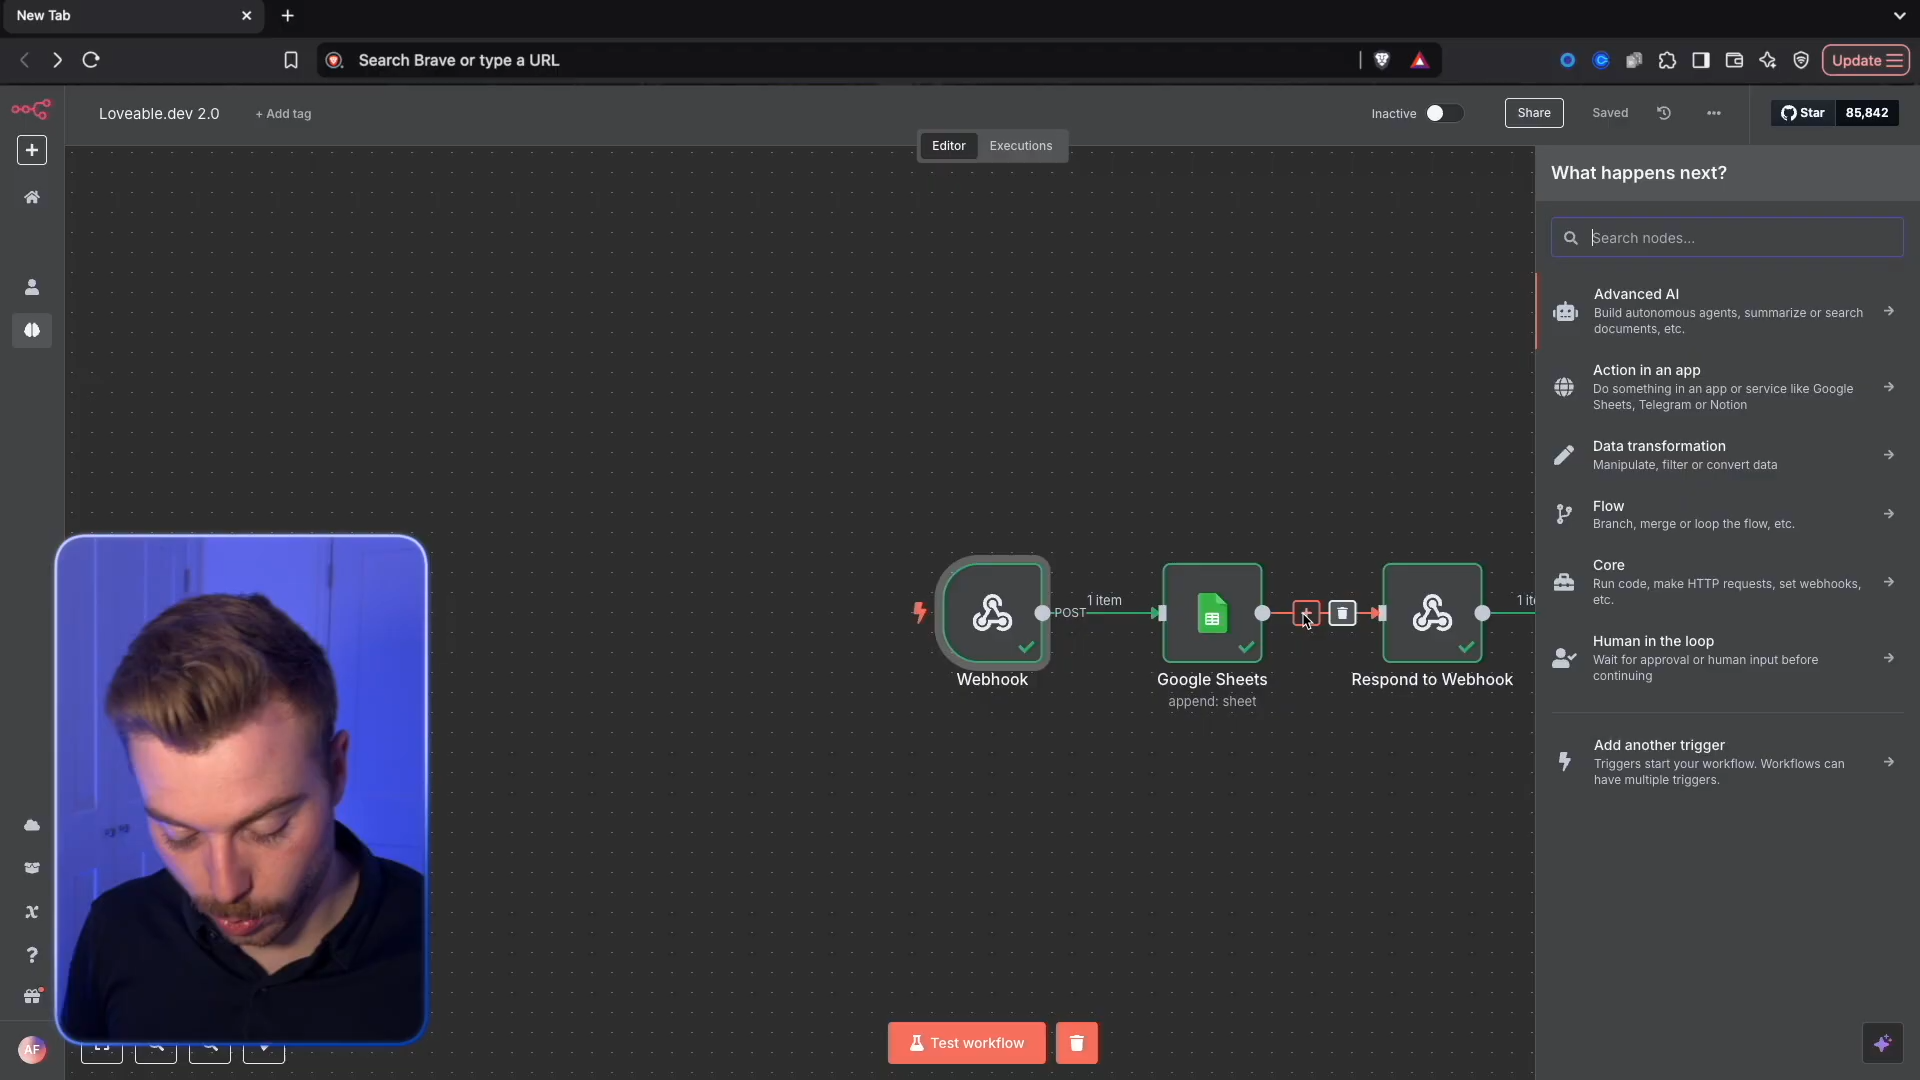 New Tab
Search Brave or type a URL
Update
Loveable.dev 2.0
+ Add tag
Inactive
Share
Saved
Star
85,842
Editor
Executions
What happens next?
Search nodes...
Advanced AI
Build autonomous agents, summarize or search
documents, etc.
Action in an app
Do something in an app or service like Google
Sheets, Telegram or Notion
Data transformation
Manipulate, filter or convert data
Flow
Branch, merge or loop the flow, etc.
Core
Run code, make HTTP requests, set webhooks,
etc.
Human in the loop
Wait for approval or human input before
continuing
Add another trigger
Triggers start your workflow. Workflows can
have multiple triggers.
POST
1 item
Webhook
Google Sheets
append: sheet
Respond to Webhook
Test workflow
AF